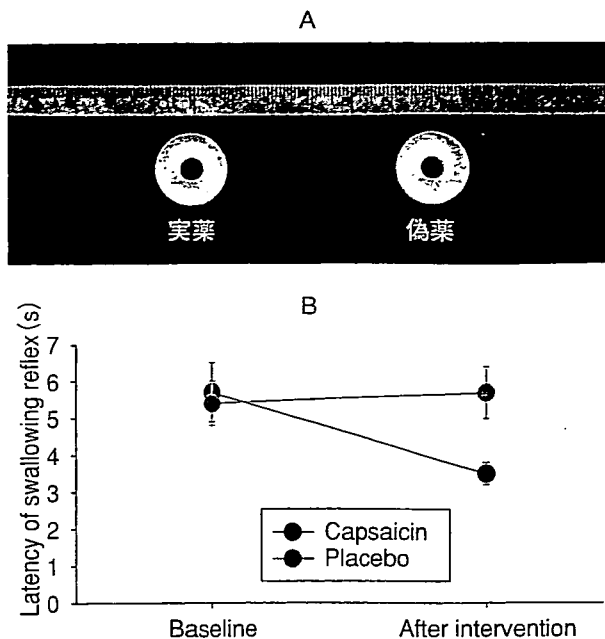 A
実薬 偽薬
B
Latency of swallowing reflex (s)
7
6
5
4
3
2
1
0
Capsaicin
Placebo
Baseline After intervention